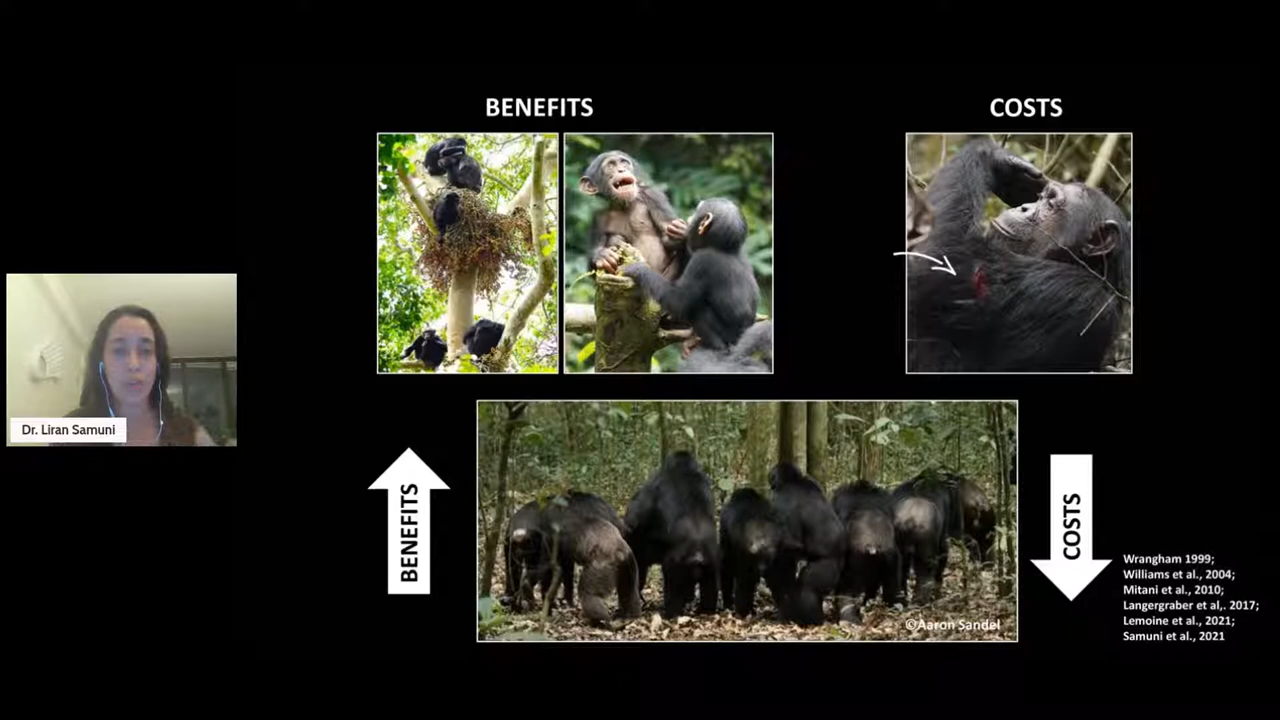 BENEFITS
COSTS
Dr. Liran Samuni
BENEFITS
COSTS
©Aaron Sandel
Wrangham 1999;
Williams et al., 2004;
Mitani et al., 2010;
Langergraber et al,. 2017;
Lemoine et al., 2021;
Samuni et al., 2021